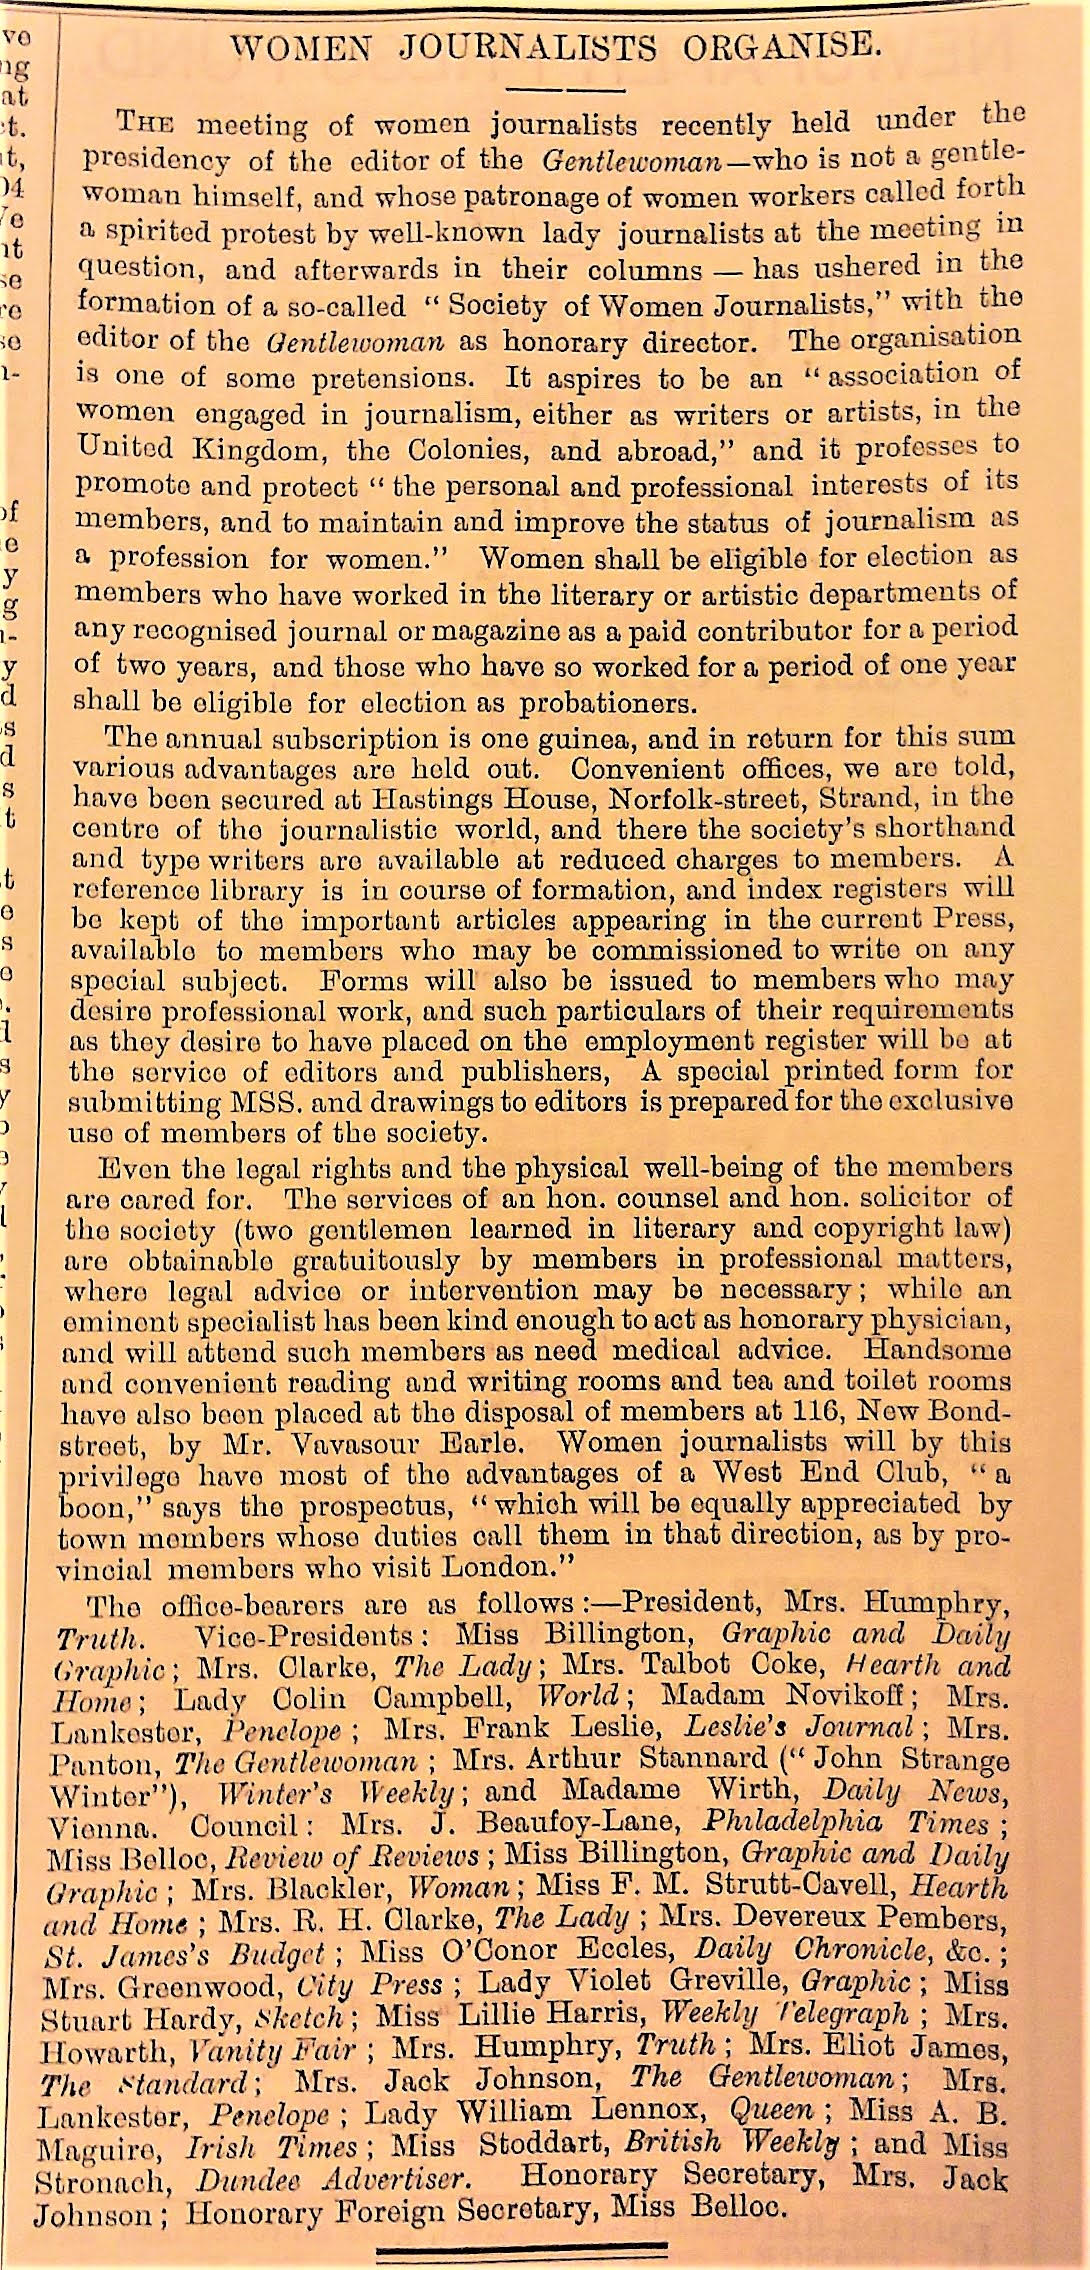 WOMEN JOURNALISTS ORGANISE.
THE meeting of women journalists recently held under the
presidency of the editor of the Gentlewoman—who is not a gentle-
woman himself, and whose patronage of women workers called forth
a spirited protest by well-known lady journalists at the meeting in
question, and afterwards in their columns — has ushered in the
formation of a so-called "Society of Women Journalists," with the
editor of the Gentlewoman as honorary director. The organisation
is one of some pretensions. It aspires to be an "association of
women engaged in journalism, either as writers or artists, in the
United Kingdom, the Colonies, and abroad," and it professes to
promote and protect "the personal and professional interests of its
members, and to maintain and improve the status of journalism as
a profession for women." Women shall be eligible for election as
members who have worked in the literary or artistic departments of
any recognised journal or magazine as a paid contributor for a period
of two years, and those who have so worked for a period of one year
shall be eligible for election as probationers.
The annual subscription is one guinea, and in return for this sum
various advantages are held out. Convenient offices, we are told,
have been secured at Hastings House, Norfolk-street, Strand, in the
centre of the journalistic world, and there the society's shorthand
and type writers are available at reduced charges to members. A
reference library is in course of formation, and index registers will
be kept of the important articles appearing in the current Press,
available to members who may be commissioned to write on any
special subject. Forms will also be issued to members who may
desire professional work, and such particulars of their requirements
as they desire to have placed on the employment register will be at
the service of editors and publishers, A special printed form for
submitting MSS. and drawings to editors is prepared for the exclusive
use of members of the society.
Even the legal rights and the physical well-being of the members
are cared for. The services of an hon. counsel and hon. solicitor of
the society (two gentlemen learned in literary and copyright law)
are obtainable gratuitously by members in professional matters,
where legal advice or intervention may be necessary; while an
eminent specialist has been kind enough to act as honorary physician,
and will attend such members as need medical advice. Handsome
and convenient reading and writing rooms and tea and toilet rooms
have also been placed at the disposal of members at 116, New Bond-
street, by Mr. Vavasour Earle. Women journalists will by this
privilege have most of the advantages of a West End Club, "a
boon," says the prospectus, "which will be equally appreciated by
town members whose duties call them in that direction, as by pro-
vincial members who visit London."
The office-bearers are as follows:—President, Mrs. Humphry,
Truth. Vice-Presidents: Miss Billington, Graphic and Daily
Graphic; Mrs. Clarke, The Lady; Mrs. Talbot Coke, Hearth and
Home; Lady Colin Campbell, World; Madam Novikoff; Mrs.
Lankester, Penelope; Mrs. Frank Leslie, Leslie's Journal; Mrs.
Panton, The Gentlewoman; Mrs. Arthur Stannard ("John Strange
Winter"), Winter's Weekly; and Madame Wirth, Daily News,
Vienna. Council: Mrs. J. Beaufoy-Lane, Philadelphia Times;
Miss Belloc, Review of Reviews; Miss Billington, Graphic and Daily
Graphic; Mrs. Blackler, Woman; Miss F. M. Strutt-Cavell, Hearth
and Home; Mrs. R. H. Clarke, The Lady; Mrs. Devereux Pembers,
St. James's Budget; Miss O'Conor Eccles, Daily Chronicle, &c.;
Mrs. Greenwood, City Press; Lady Violet Greville, Graphic; Miss
Stuart Hardy, Sketch; Miss Lillie Harris, Weekly Telegraph; Mrs.
Howarth, Vanity Fair; Mrs. Humphry, Truth; Mrs. Eliot James,
The Standard; Mrs. Jack Johnson, The Gentlewoman; Mrs.
Lankester, Penelope; Lady William Lennox, Queen; Miss A. B.
Maguire, Irish Times; Miss Stoddart, British Weekly; and Miss
Stronach, Dundee Advertiser. Honorary Secretary, Mrs. Jack
Johnson; Honorary Foreign Secretary, Miss Belloc.